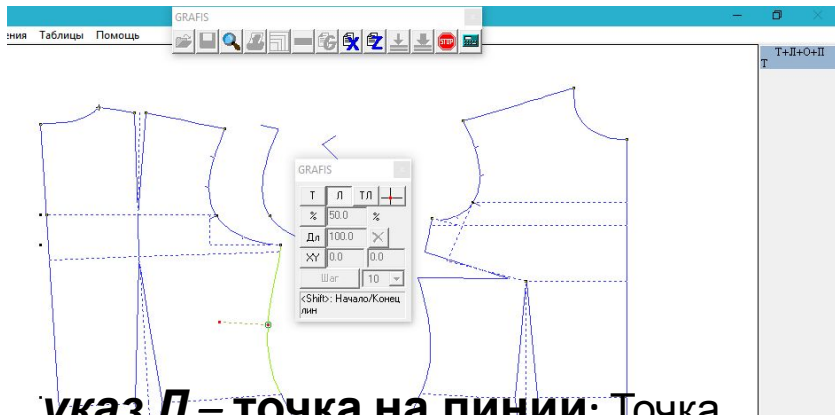 GRAFIS
ения Таблицы Помощь
STOP
Т+Л+О+П
Т
GRAFIS
Т Л ТЛ
% 50.0 %
Дл 100.0
XY 0.0 0.0
Шаг 10
<Shift>: Начало/Конец
лин
указ Л – точка на линии: Точка